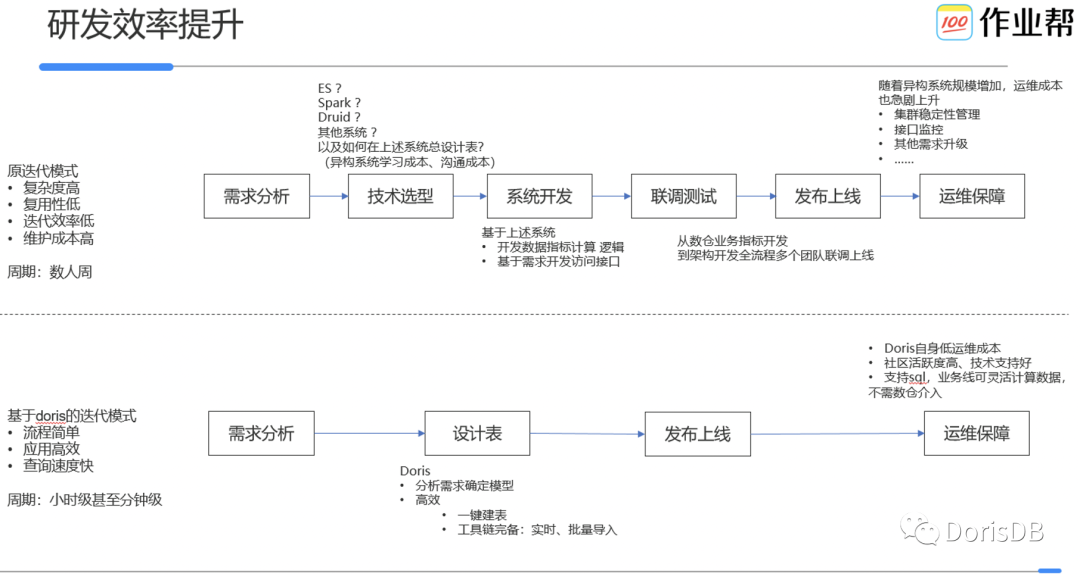 研发效率提升
100 作业帮
ES？
Spark？
Druid？
其他系统？
以及如何在上述系统总设计表?
（异构系统学习成本、沟通成本）
随着异构系统规模增加，运维成本
也急剧上升
• 集群稳定性管理
• 接口监控
• 其他需求升级
• ......
原迭代模式
• 复杂度高
• 复用性低
• 迭代效率低
• 维护成本高
周期：数人周
需求分析
技术选型
系统开发
联调测试
发布上线
运维保障
基于上述系统
• 开发数据指标计算 逻辑
• 基于需求开发访问接口
从数仓业务指标开发
到架构开发全流程多个团队联调上线
• Doris自身低运维成本
• 社区活跃度高、技术支持好
• 支持sql，业务线可灵活计算数据，
不需数仓介入
基于doris的迭代模式
• 流程简单
• 应用高效
• 查询速度快
周期：小时级甚至分钟级
需求分析
设计表
发布上线
运维保障
Doris
• 分析需求确定模型
• 高效
• 一键建表
• 工具链完备：实时、批量导入
DorisDB